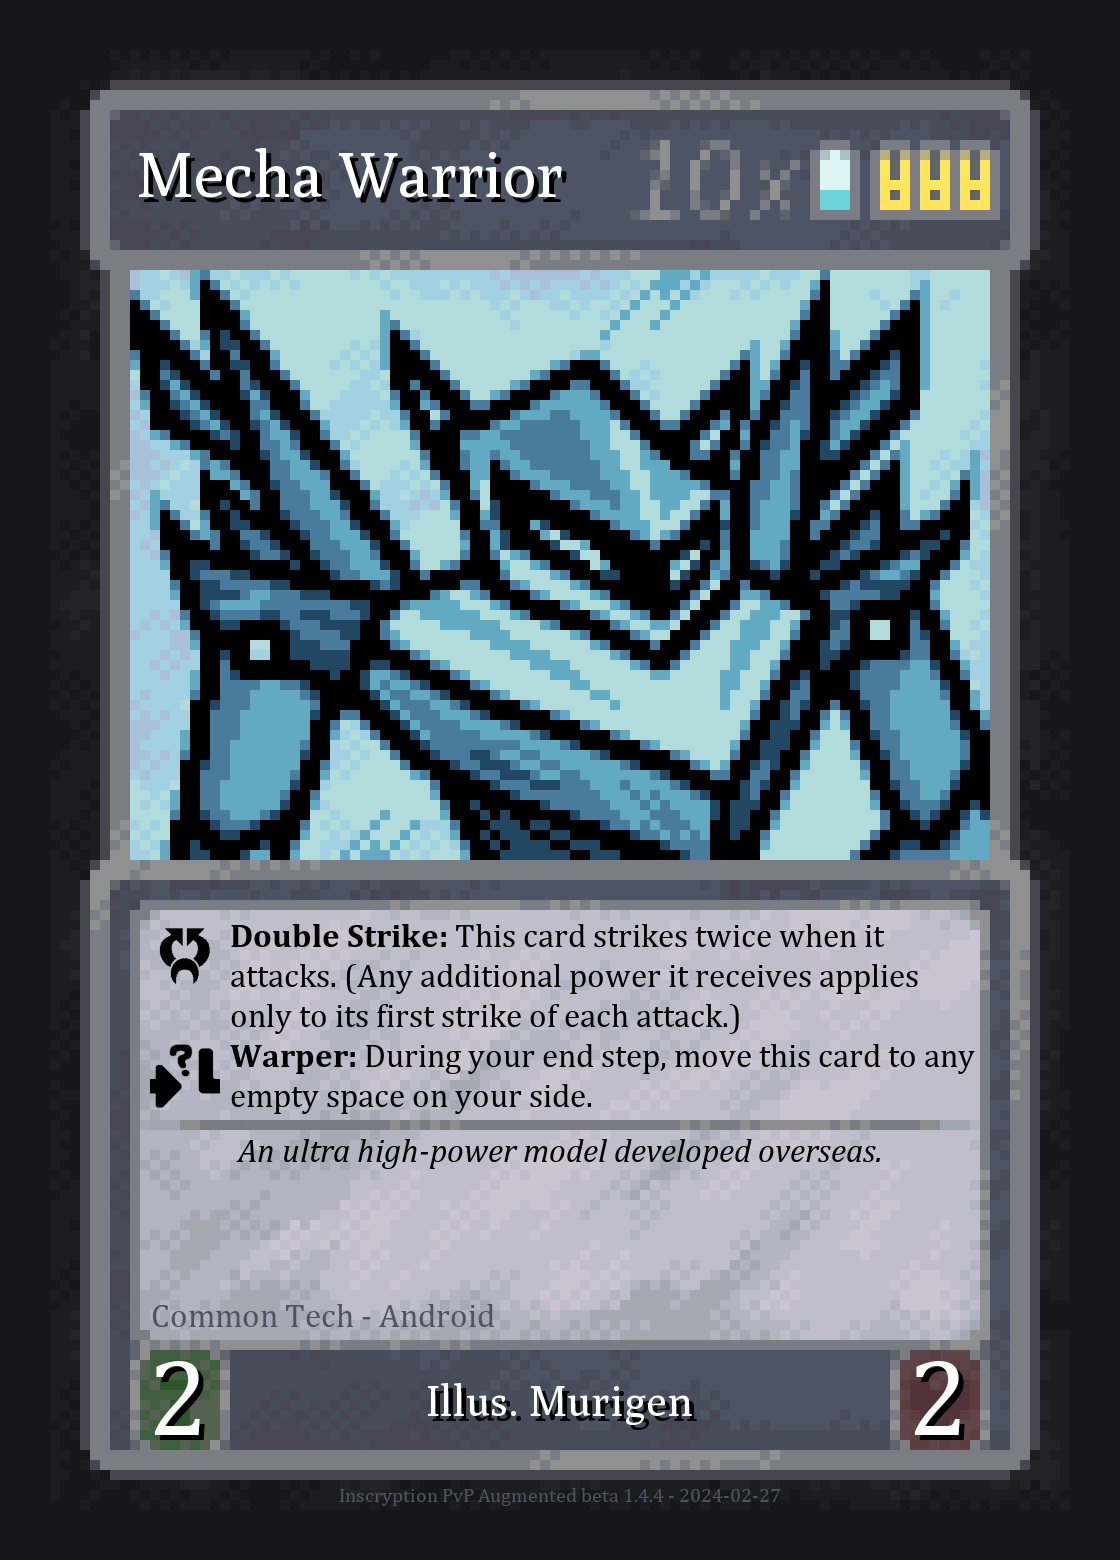 Mecha Warrior 10x
Double Strike: This card strikes twice when it
attacks. (Any additional power it receives applies
only to its first strike of each attack.)
Warper: During your end step, move this card to any
empty space on your side.
An ultra high-power model developed overseas.
Common Tech - Android
2 Illus. Murigen 2
Inscryption PvP Augmented beta 1.4.4 - 2024-02-27